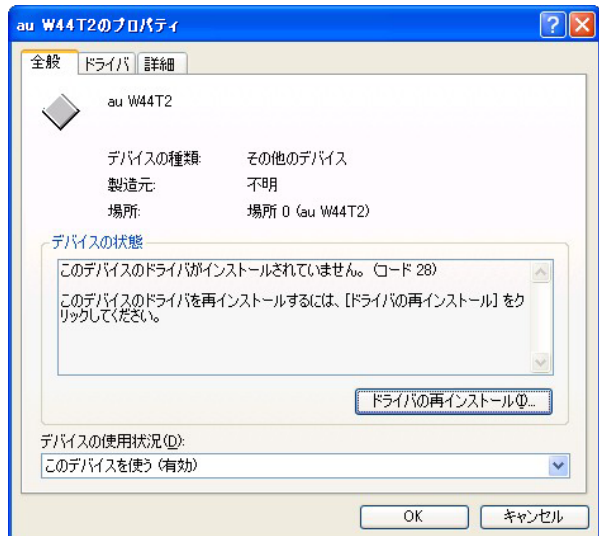 au W44T2のプロパティ
全般 ドライバ 詳細
au W44T2
デバイスの種類: その他のデバイス
製造元: 不明
場所: 場所 0 (au W44T2)
デバイスの状態
このデバイスのドライバがインストールされていません。(コード 28)
このデバイスのドライバを再インストールするには、[ドライバの再インストール] をク
リックしてください。
ドライバの再インストール(I)...
デバイスの使用状況(D):
このデバイスを使う (有効)
OK キャンセル